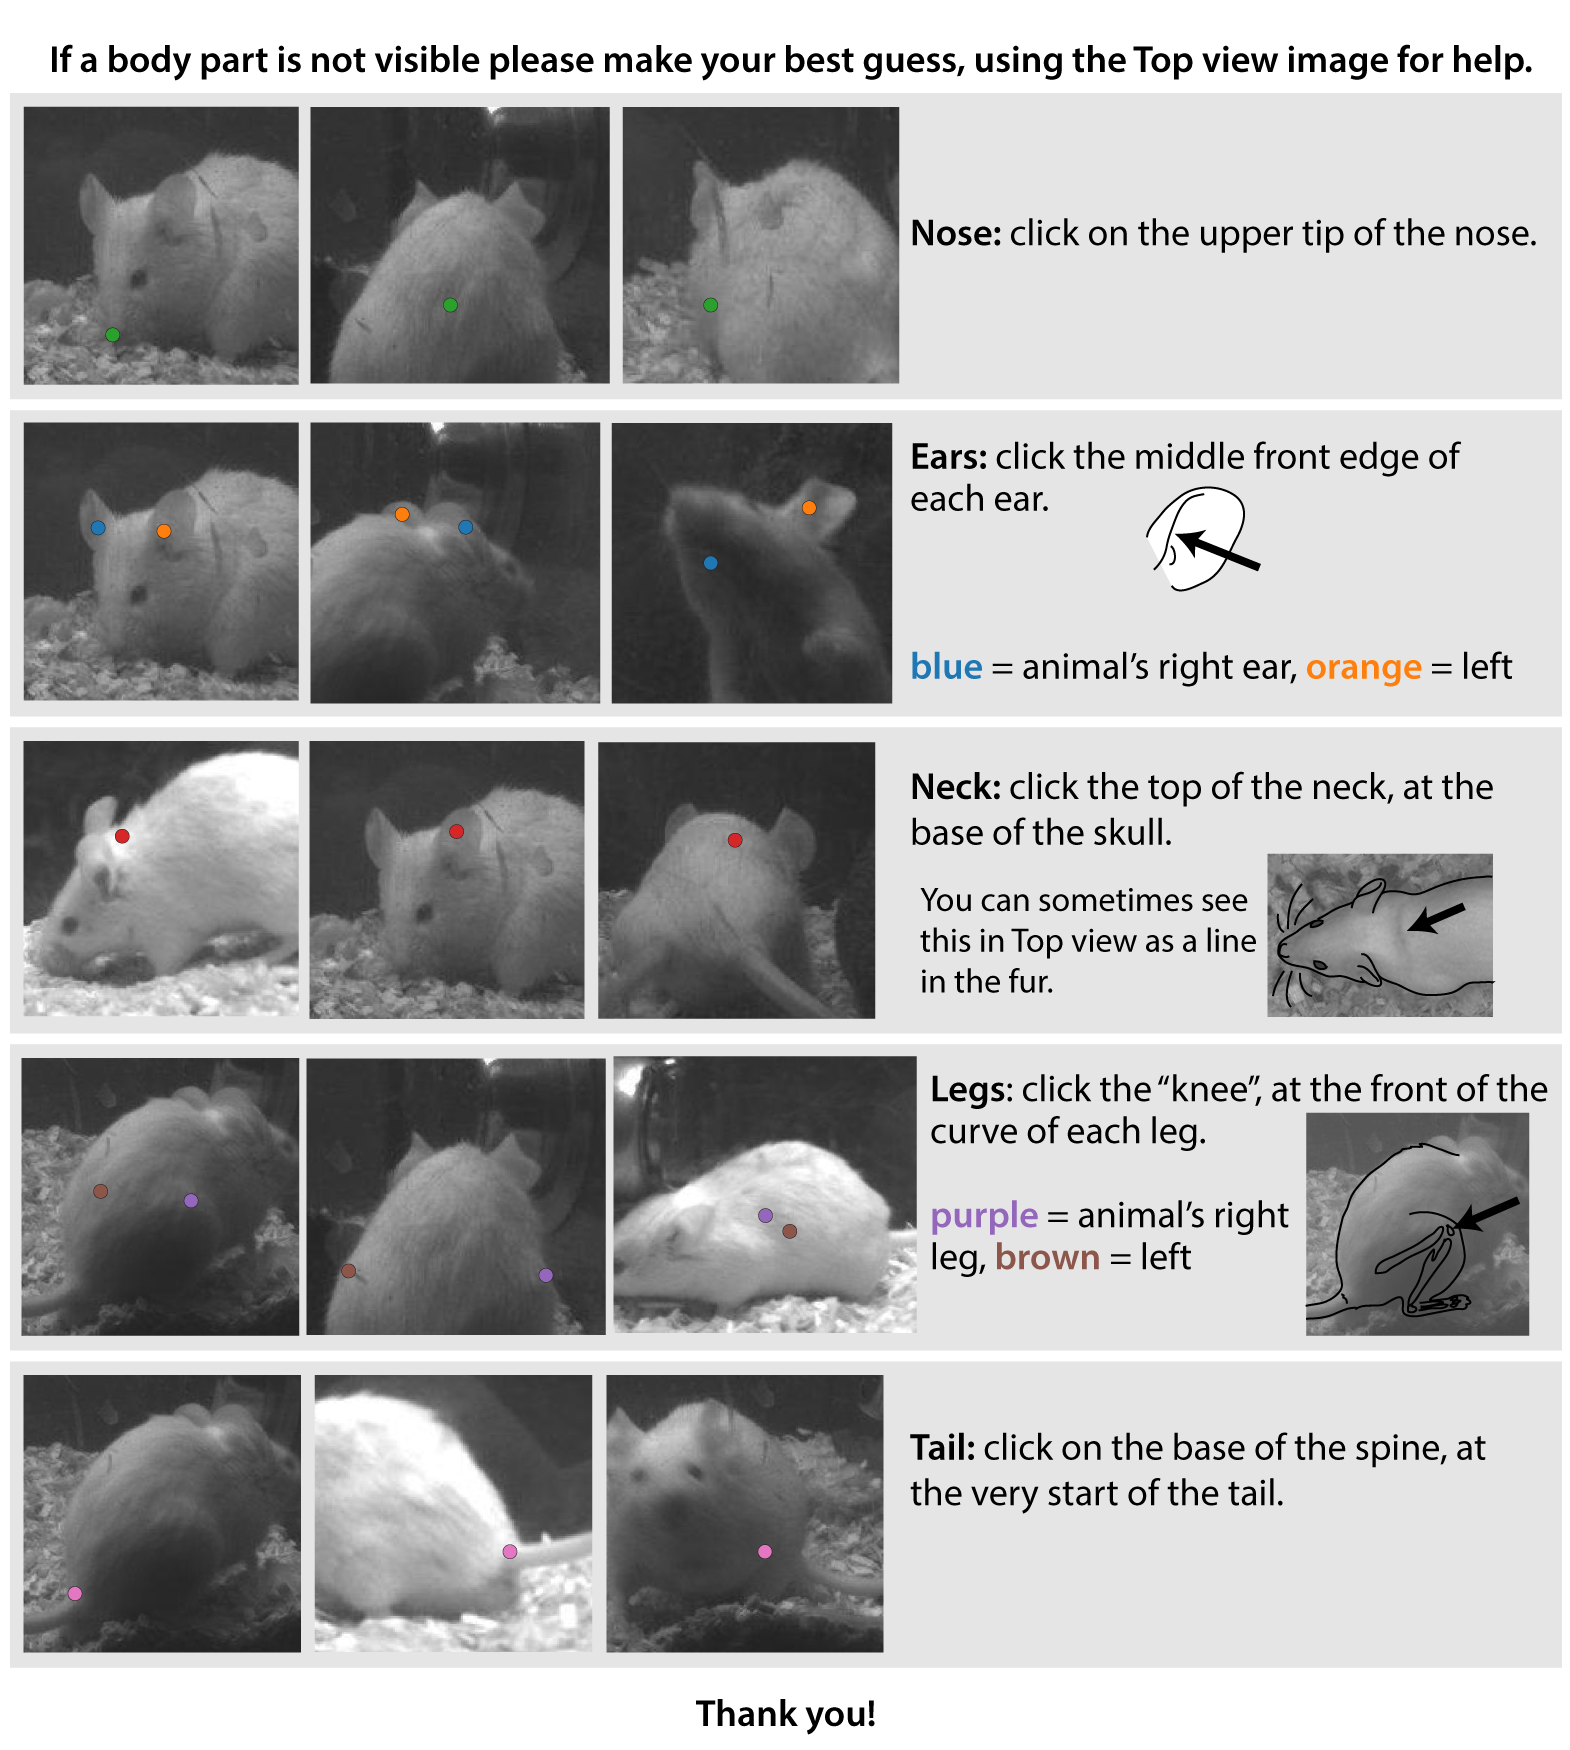 If a body part is not visible please make your best guess, using the Top view image for help.
Nose: click on the upper tip of the nose.
Ears: click the middle front edge of
each ear.
blue = animal’s right ear, orange = left
Neck: click the top of the neck, at the
base of the skull.
You can sometimes see
this in Top view as a line
in the fur.
Legs: click the “knee”, at the front of the
curve of each leg.
purple = animal’s right
leg, brown = left
Tail: click on the base of the spine, at
the very start of the tail.
Thank you!